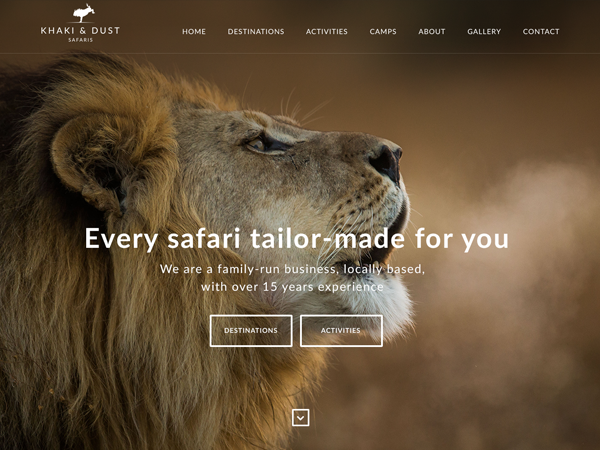 KHAKI & DUST
SAFARIS
HOME DESTINATIONS ACTIVITIES CAMPS ABOUT GALLERY CONTACT
Every safari tailor-made for you
We are a family-run business, locally based,
with over 15 years experience
DESTINATIONS ACTIVITIES